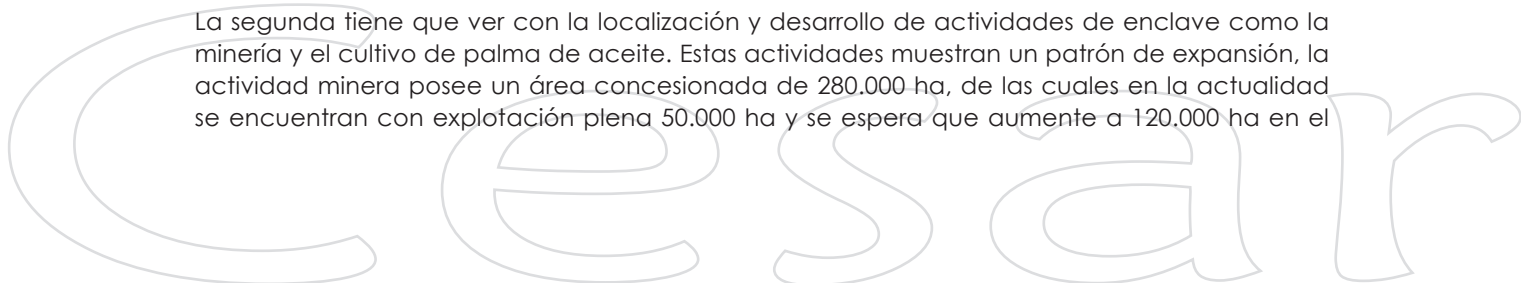 La segunda tiene que ver con la localización y desarrollo de actividades de enclave como la
minería y el cultivo de palma de aceite. Estas actividades muestran un patrón de expansión, la
actividad minera posee un área concesionada de 280.000 ha, de las cuales en la actualidad
se encuentran con explotación plena 50.000 ha y se espera que aumente a 120.000 ha en el
Cesar